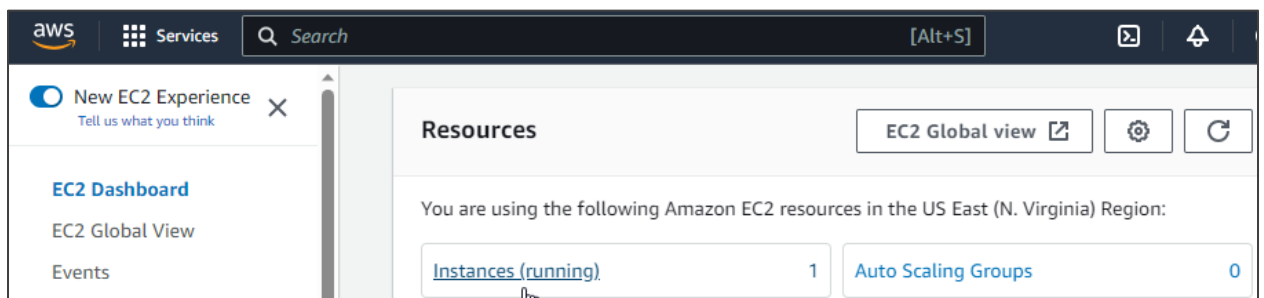 aws Services Search [Alt+S]
New EC2 Experience
Tell us what you think
EC2 Dashboard
EC2 Global View
Events
Resources EC2 Global view
You are using the following Amazon EC2 resources in the US East (N. Virginia) Region:
Instances (running) 1 Auto Scaling Groups 0